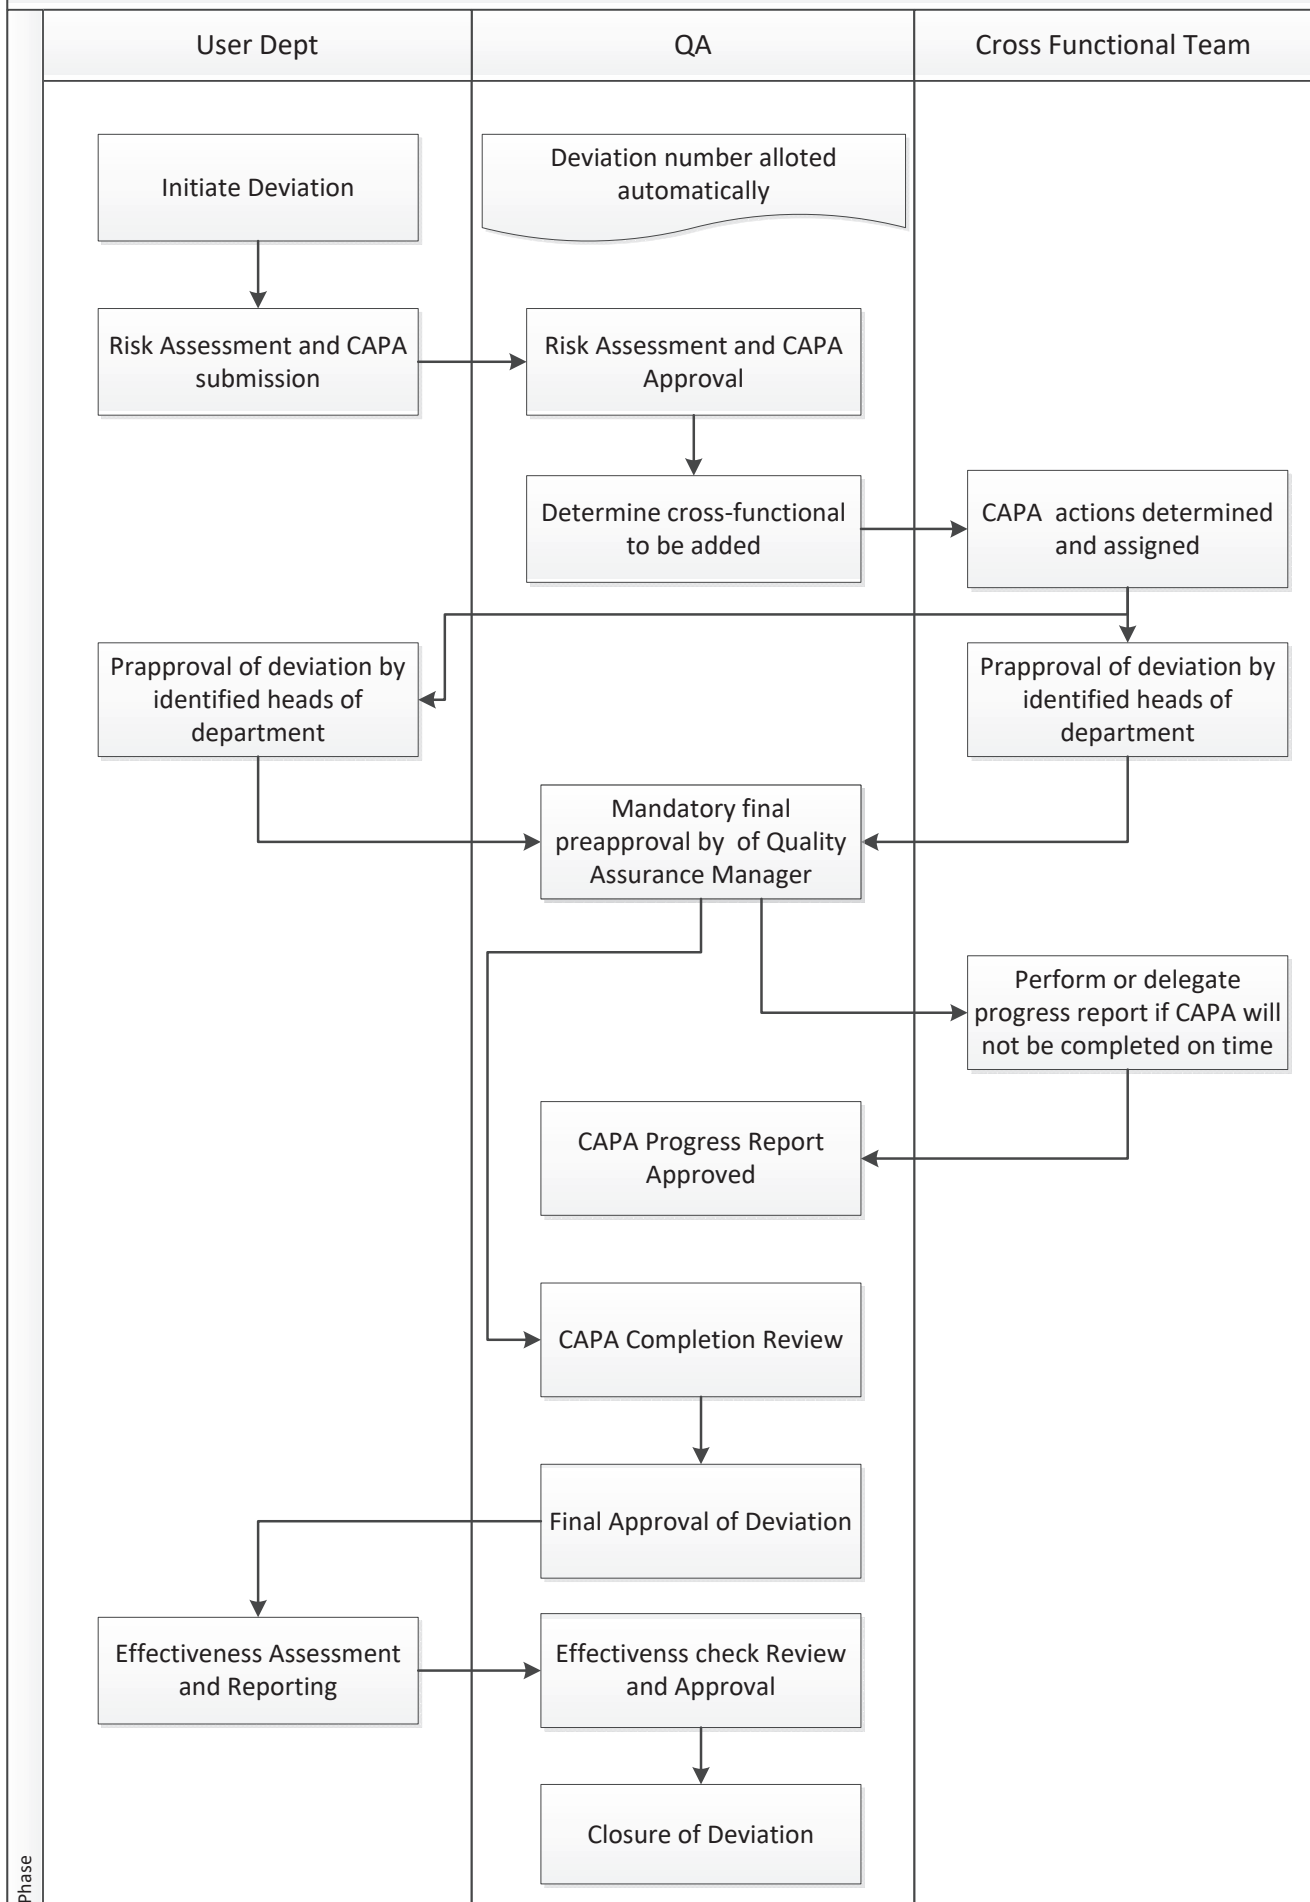 User Dept
QA
Cross Functional Team
Initiate Deviation
Deviation number alloted
automatically
Risk Assessment and CAPA
submission
Risk Assessment and CAPA
Approval
Determine cross-functional
to be added
CAPA  actions determined
and assigned
Prapproval of deviation by
identified heads of
department
Prapproval of deviation by
identified heads of
department
Mandatory final
preapproval by  of Quality
Assurance Manager
Perform or delegate
progress report if CAPA will
not be completed on time
CAPA Progress Report
Approved
CAPA Completion Review
Final Approval of Deviation
Effectiveness Assessment
and Reporting
Effectivenss check Review
and Approval
Closure of Deviation
Phase